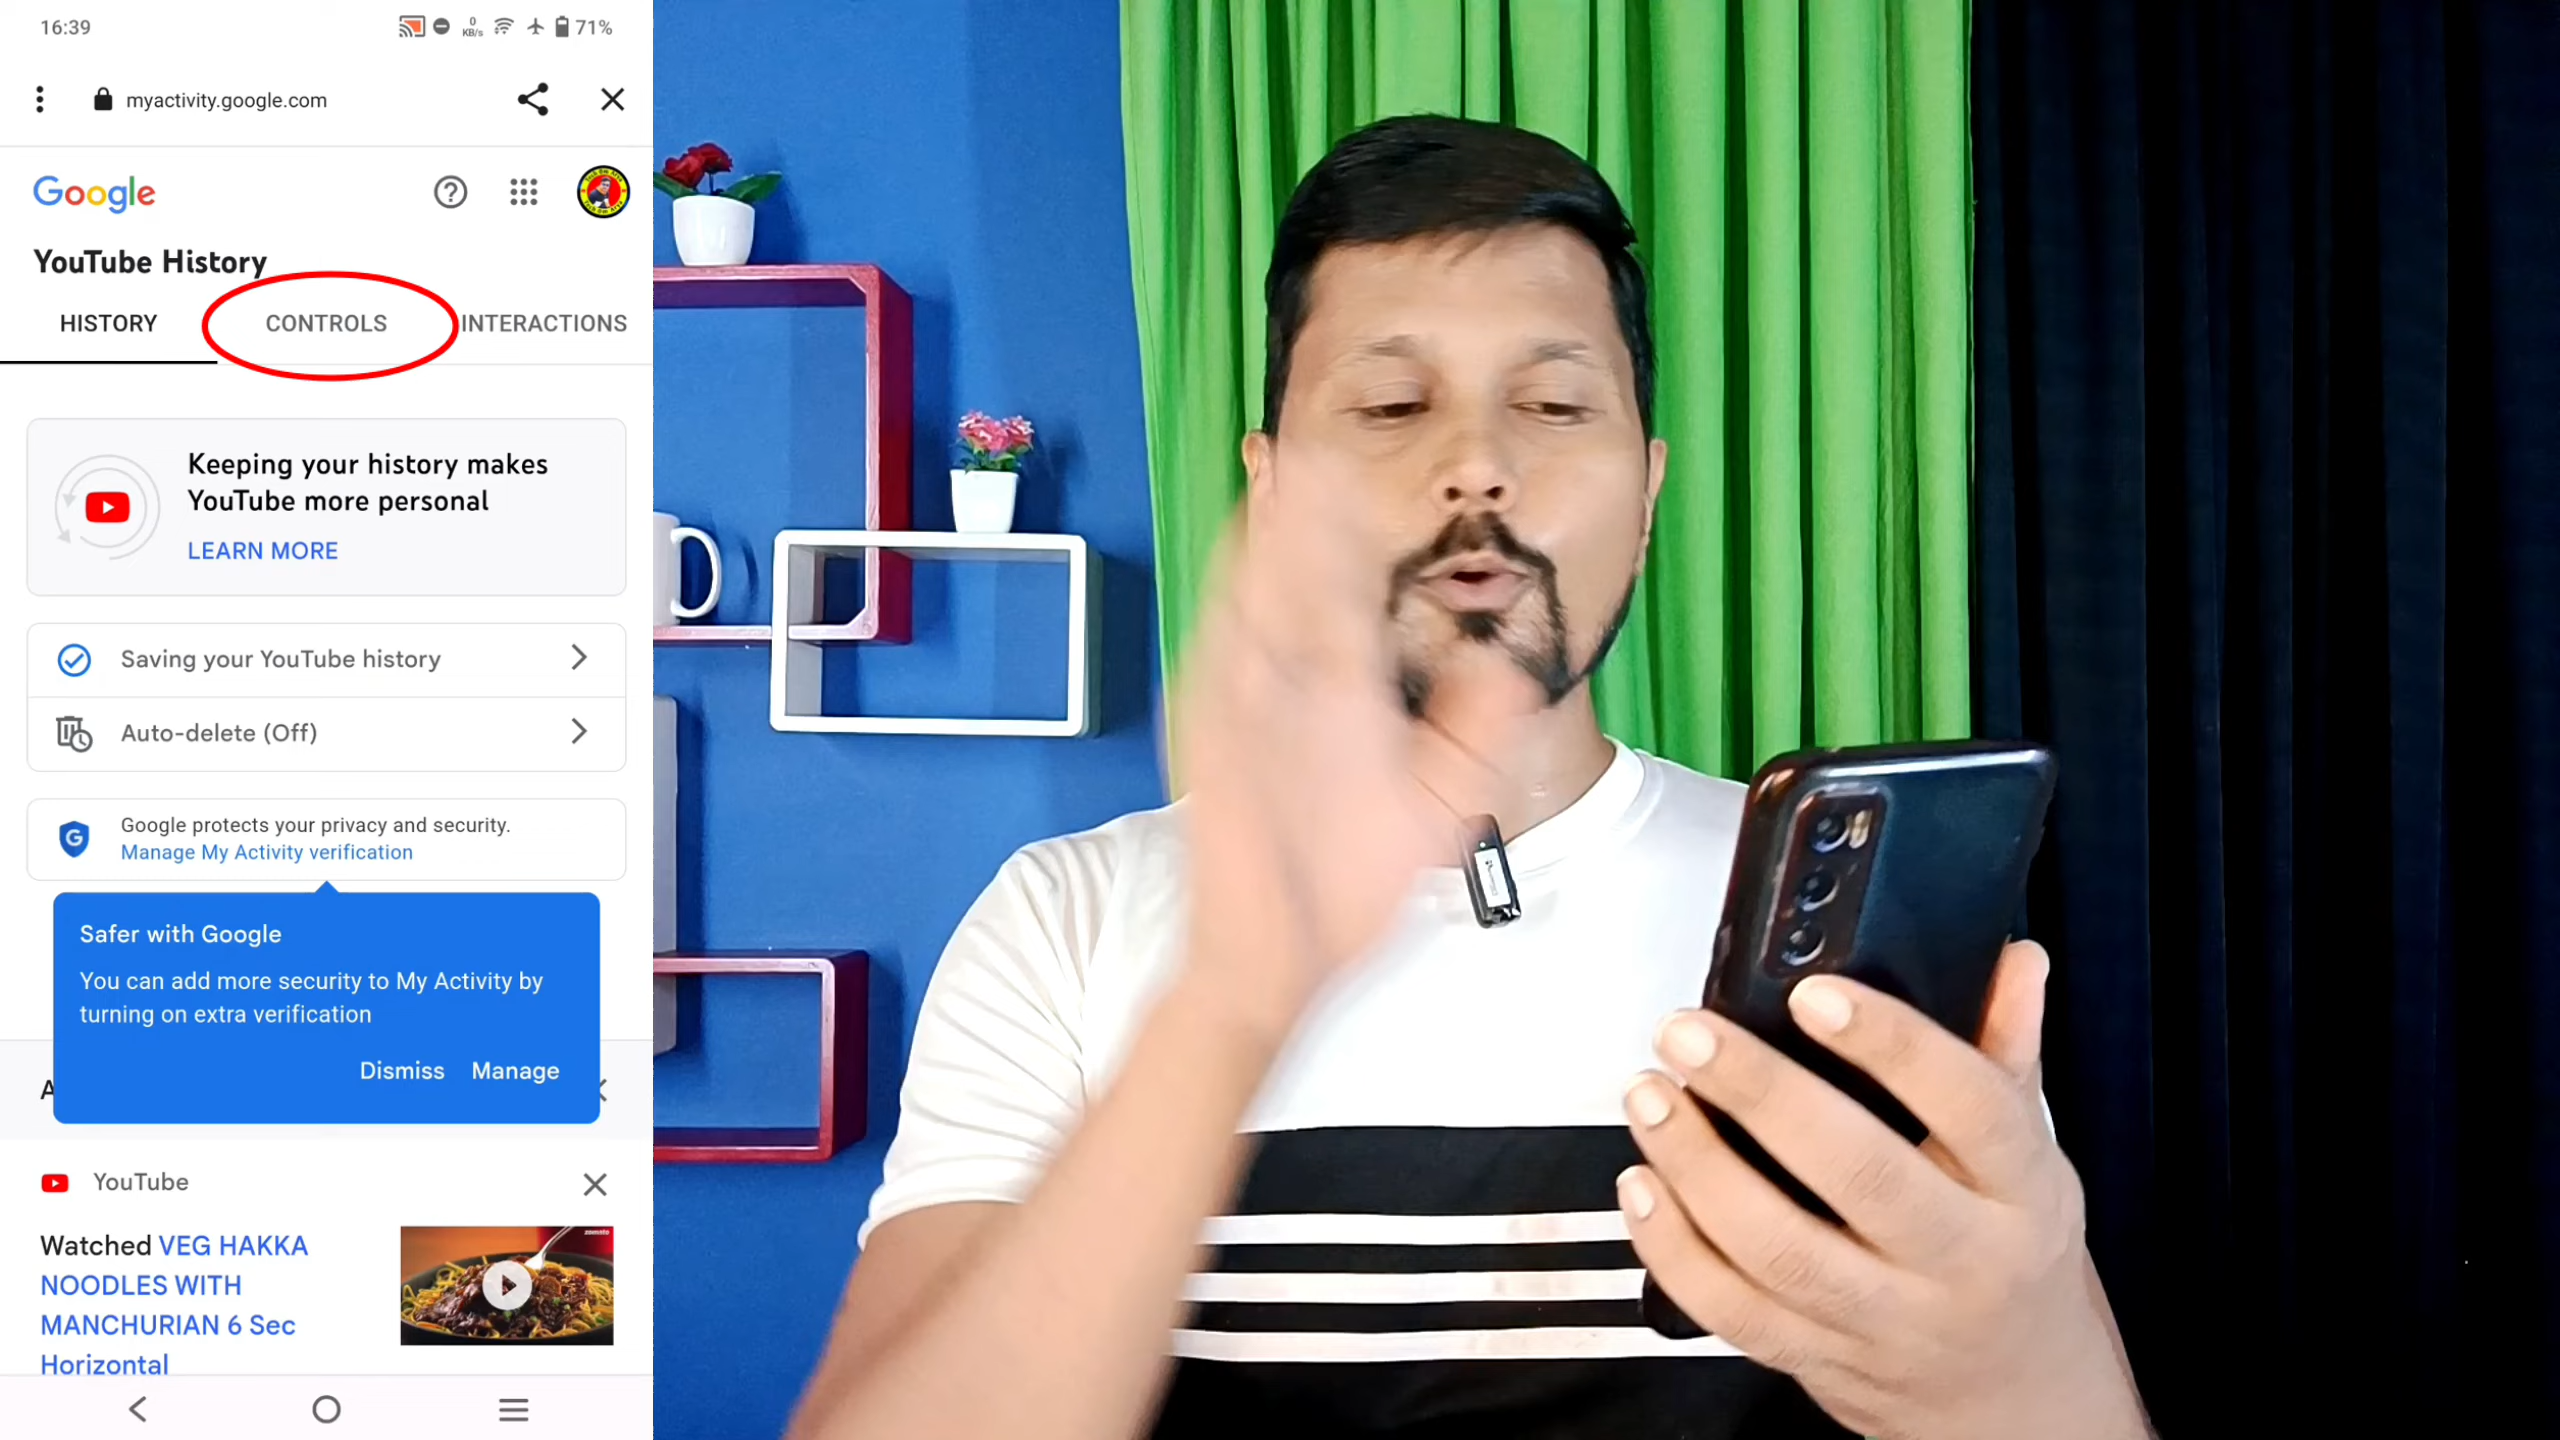 16:39
0
KB/s
71%
myactivity.google.com
Google
YouTube History
HISTORY
CONTROLS
INTERACTIONS
Keeping your history makes
YouTube more personal
LEARN MORE
Saving your YouTube history
Auto-delete (Off)
Google protects your privacy and security.
Manage My Activity verification
Safer with Google
You can add more security to My Activity by
turning on extra verification
Dismiss
Manage
A
YouTube
Watched VEG HAKKA
NOODLES WITH
MANCHURIAN 6 Sec
Horizontal
zomato